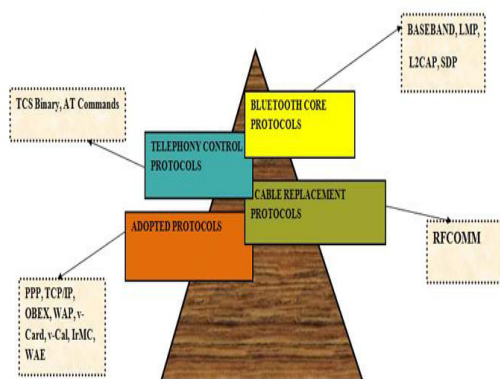 BASEBAND, LMP,
L2CAP, SDP
TCS Binary, AT Commands
BLUETOOTH CORE
PROTOCOLS
TELEPHONY CONTROL
PROTOCOLS
CABLE REPLACEMENT
PROTOCOLS
ADOPTED PROTOCOLS
RFCOMM
PPP, TCP/IP,
OBEX, WAP, v-
Card, v-Cal, IrMC,
WAE